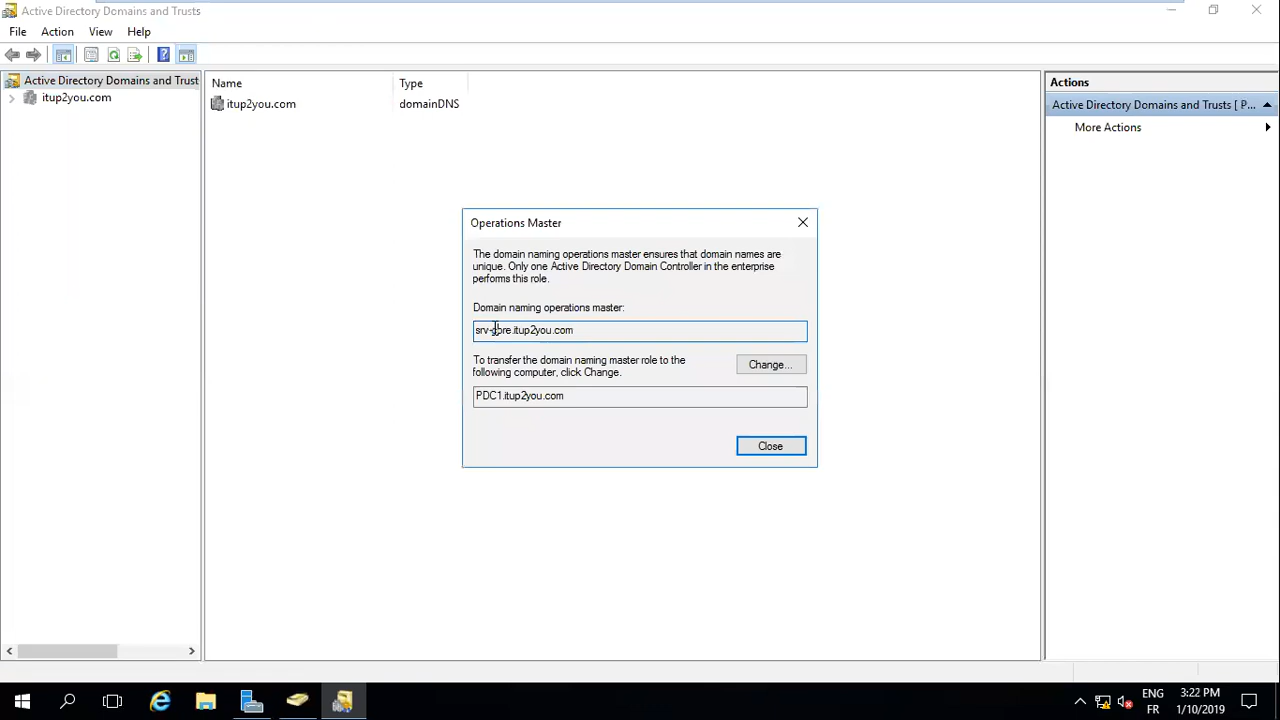 Active Directory Domains and Trusts
File Action View Help
Active Directory Domains and Trust
itup2you.com
Name Type
itup2you.com domainDNS
Actions
Active Directory Domains and Trusts [ P...
More Actions
Operations Master
The domain naming operations master ensures that domain names are
unique. Only one Active Directory Domain Controller in the enterprise
performs this role.
Domain naming operations master:
srv-core.itup2you.com
To transfer the domain naming master role to the
following computer, click Change.
Change...
PDC1.itup2you.com
Close
ENG
FR
3:22 PM
1/10/2019